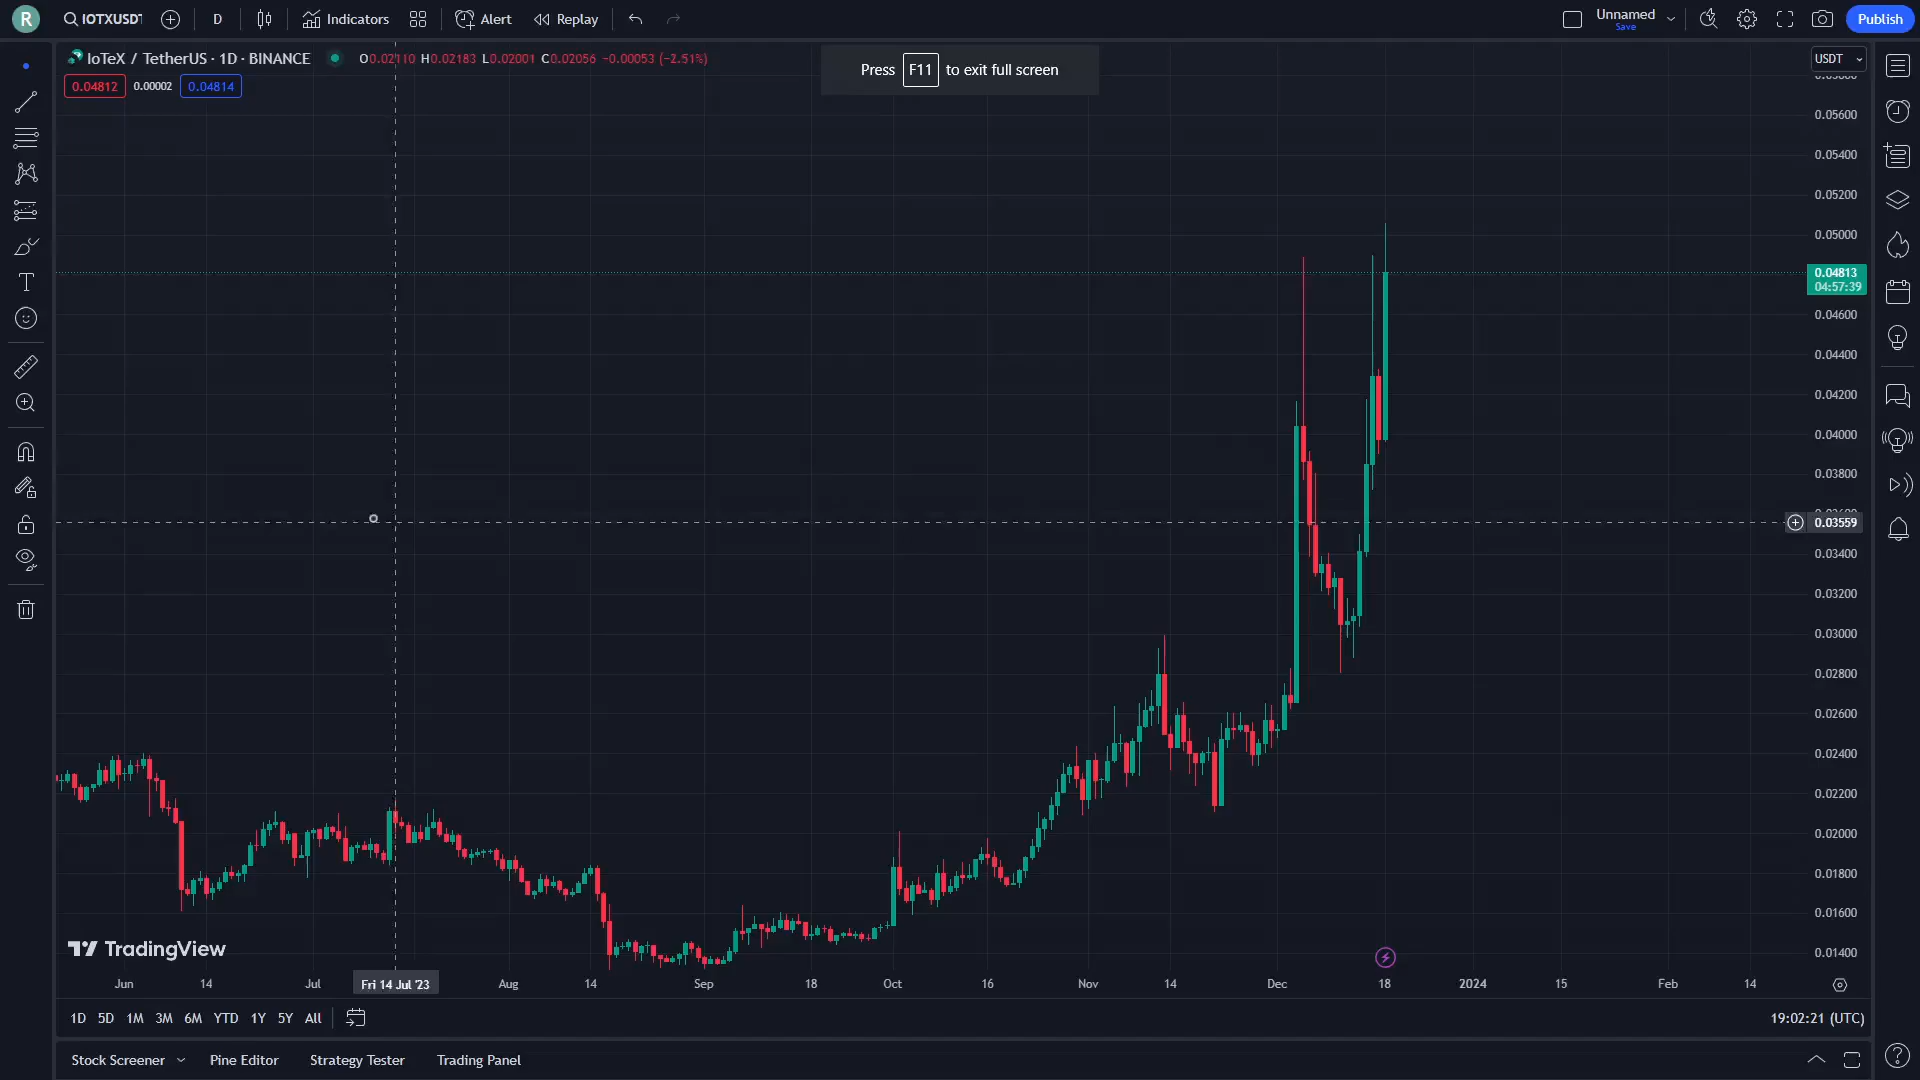 R
IOTXUSDT
D
Indicators
Alert
Replay
Unnamed
Save
Publish
IoTeX / TetherUS · 1D · BINANCE
O0.02110 H0.02183 L0.02001 C0.02056 -0.00053 (-2.51%)
0.04812
0.00002
0.04814
Press F11 to exit full screen
USDT
0.05600
0.05400
0.05200
0.05000
0.04813
04:57:39
0.04600
0.04400
0.04200
0.04000
0.03800
0.03559
0.03400
0.03200
0.03000
0.02800
0.02600
0.02400
0.02200
0.02000
0.01800
0.01600
0.01400
TradingView
Jun
14
Jul
Fri 14 Jul '23
Aug
14
Sep
18
Oct
16
Nov
14
Dec
18
2024
15
Feb
14
1D 5D 1M 3M 6M YTD 1Y 5Y All
19:02:21 (UTC)
Stock Screener
Pine Editor
Strategy Tester
Trading Panel